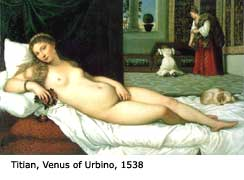 Titian, Venus of Urbino, 1538